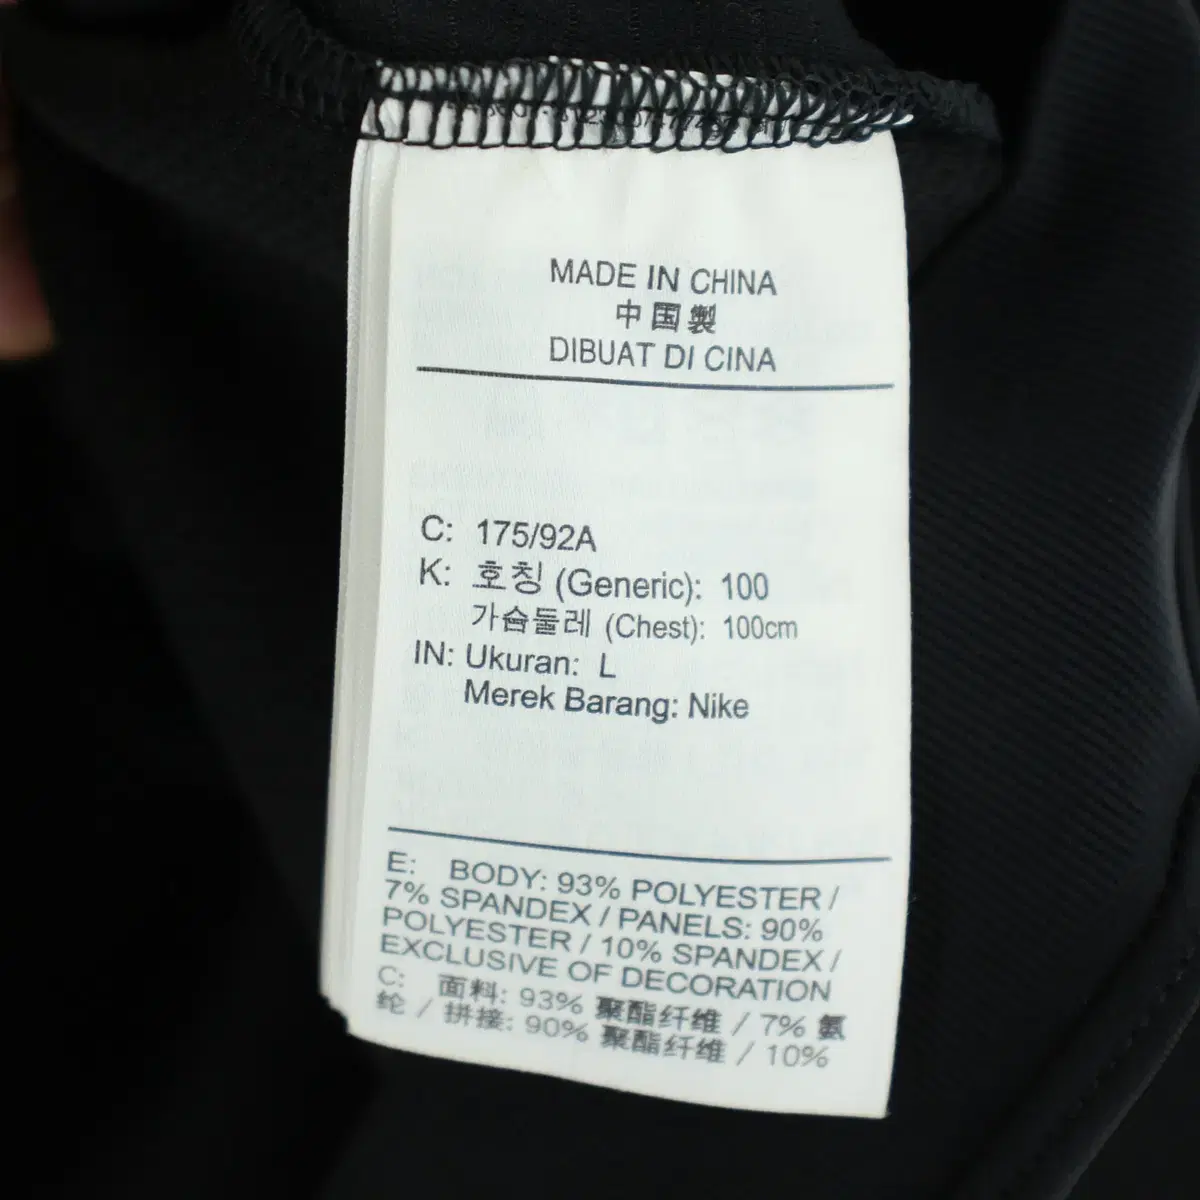 MADE IN CHINA
中国製
DIBUAT DI CINA
C: 175/92A
K: 호칭 (Generic): 100
가슴둘레 (Chest): 100cm
IN: Ukuran: L
Merek Barang: Nike
E: BODY: 93% POLYESTER /
7% SPANDEX / PANELS: 90%
POLYESTER / 10% SPANDEX /
EXCLUSIVE OF DECORATION
C: 面料: 93% 聚酯纤维 / 7% 氨
纶 / 拼接: 90% 聚酯纤维 / 10%